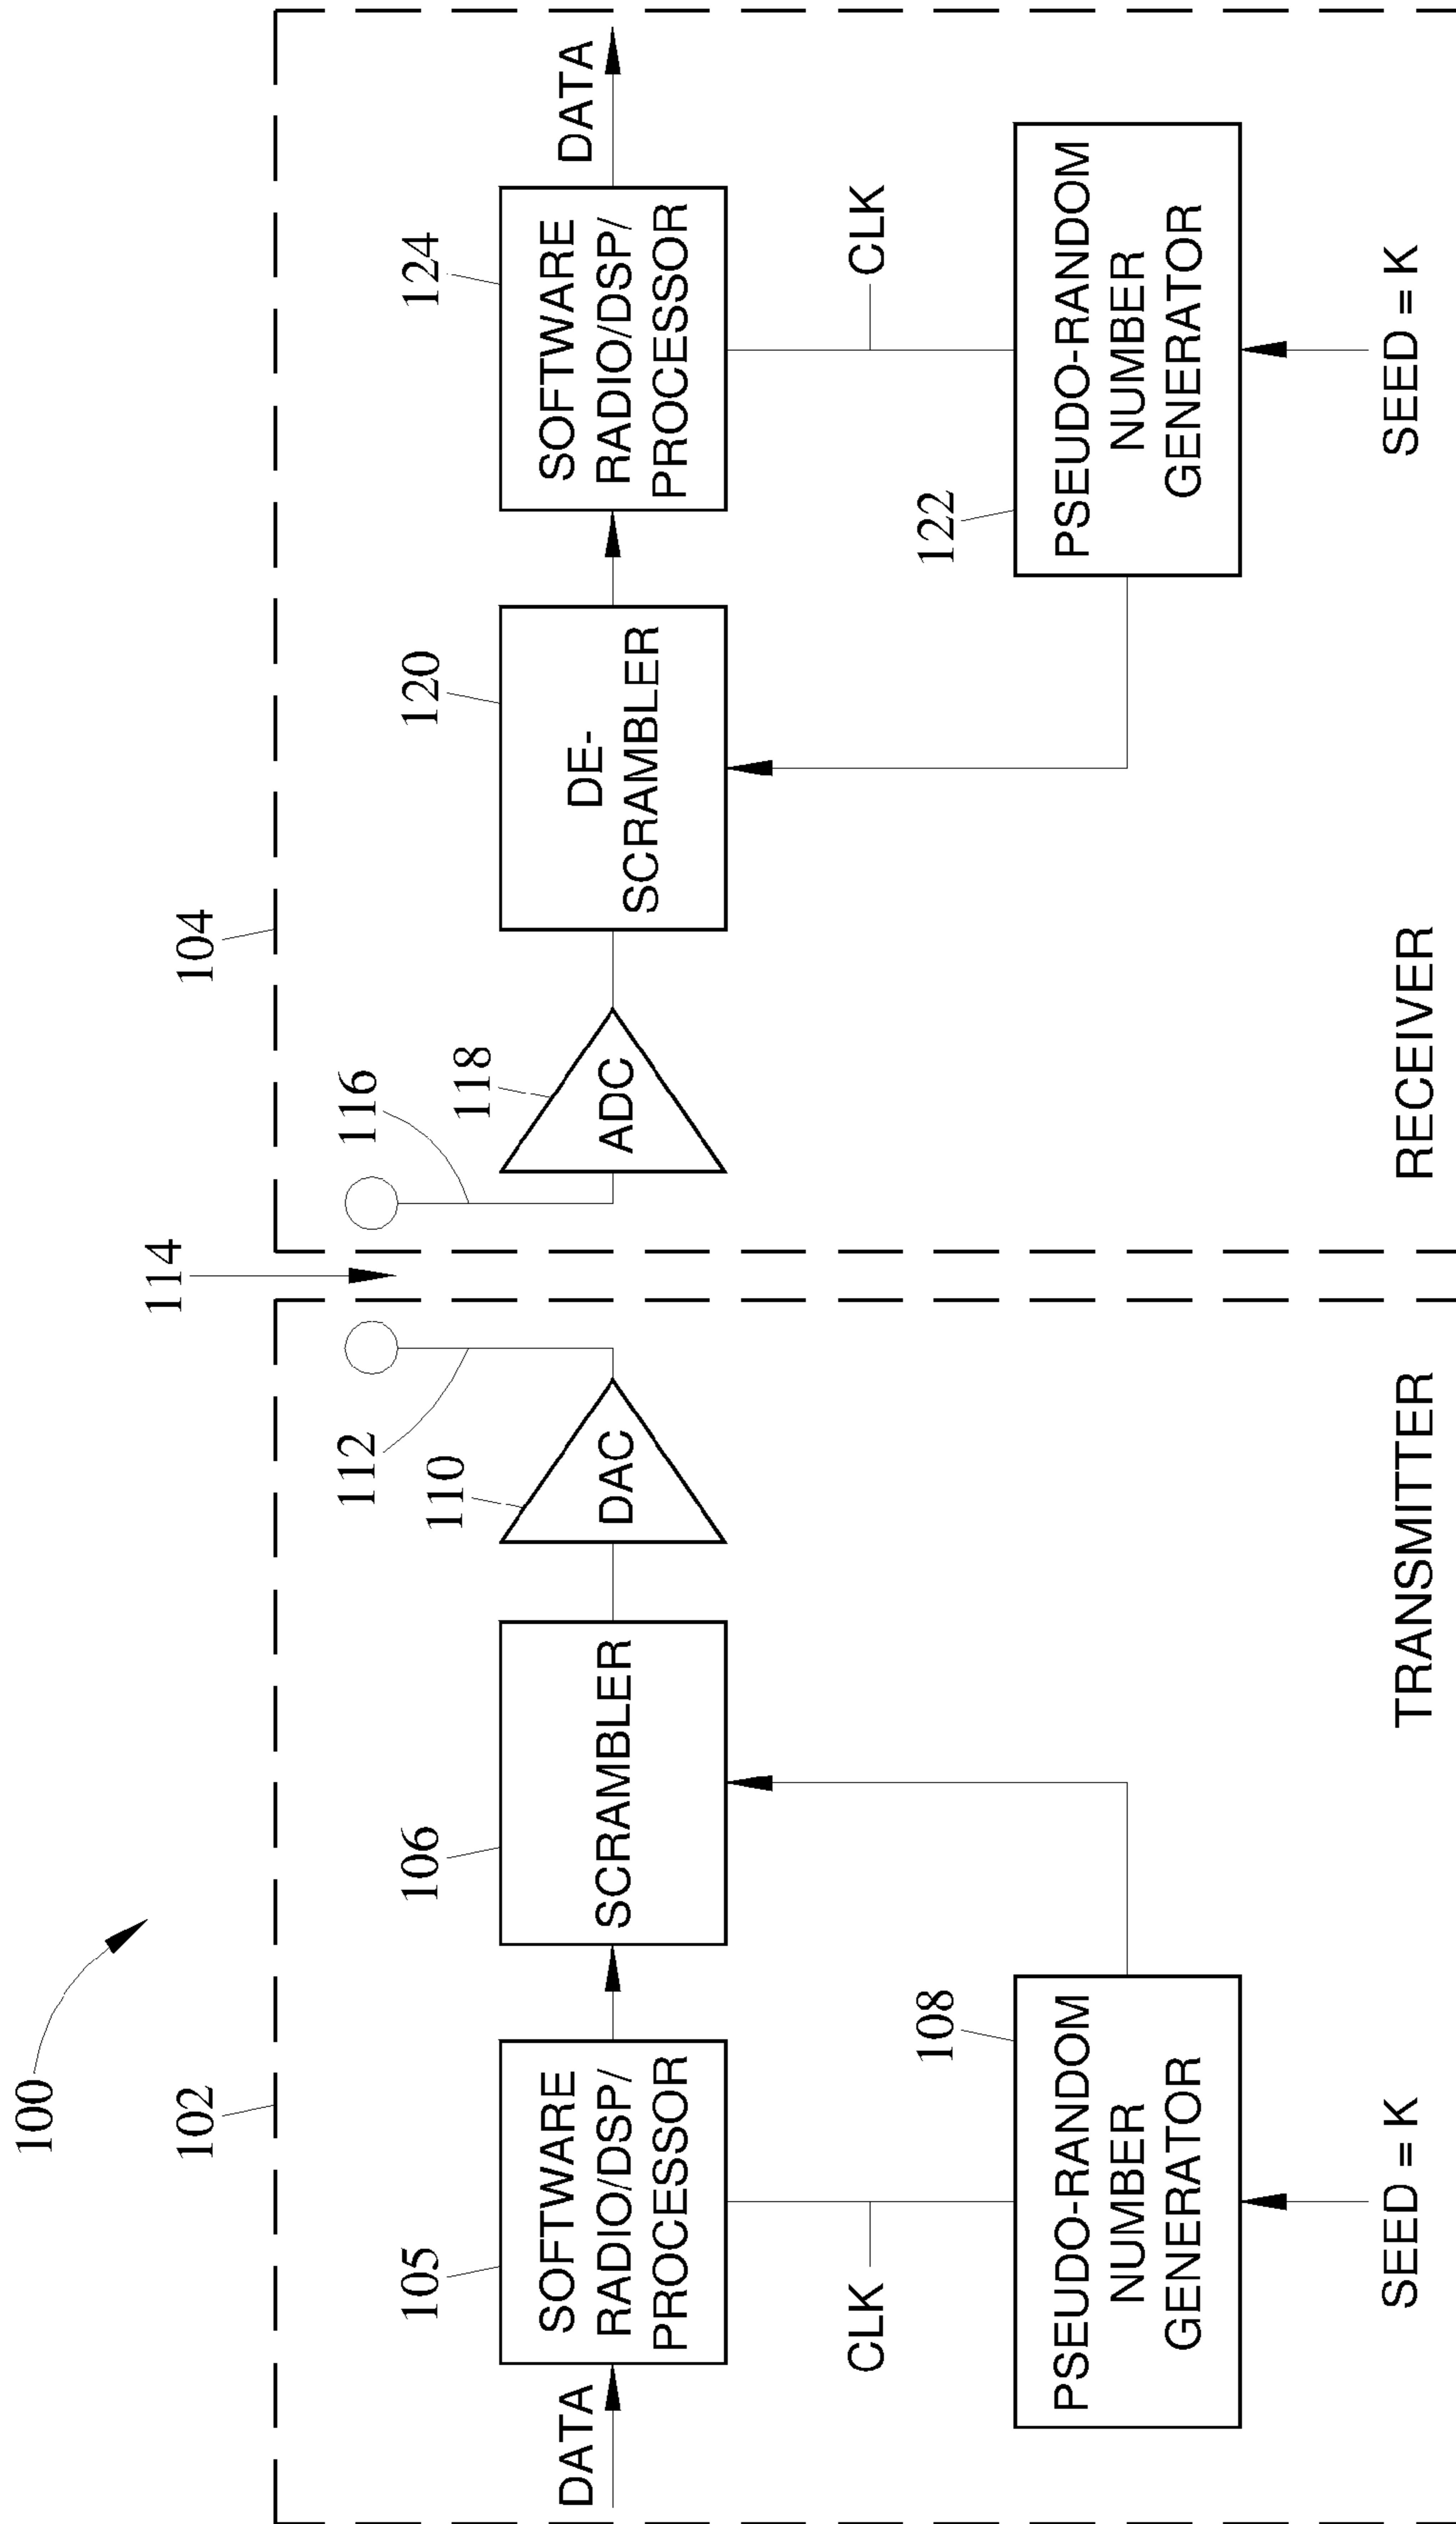 100
102
104
114
112
116
105
106
110
118
120
124
DATA
SOFTWARE
RADIO/DSP/
PROCESSOR
SCRAMBLER
DAC
ADC
DE-
SCRAMBLER
SOFTWARE
RADIO/DSP/
PROCESSOR
DATA
CLK
CLK
108
122
PSEUDO-RANDOM
NUMBER
GENERATOR
PSEUDO-RANDOM
NUMBER
GENERATOR
SEED = K
TRANSMITTER
RECEIVER
SEED = K